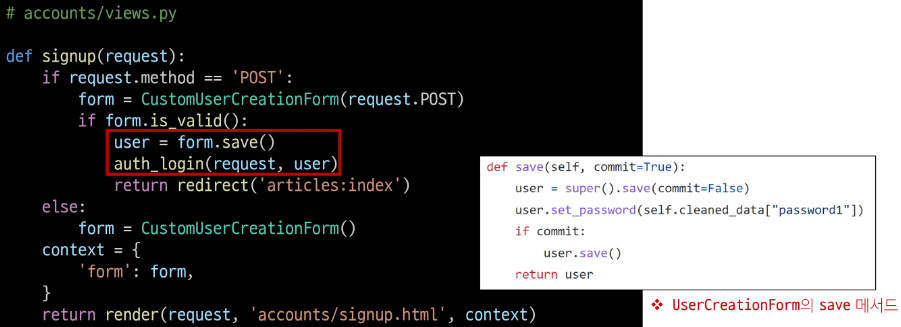 # accounts/views.py
def signup(request):
    if request.method == 'POST':
        form = CustomUserCreationForm(request.POST)
        if form.is_valid():
            user = form.save()
            auth_login(request, user)
            return redirect('articles:index')
    else:
        form = CustomUserCreationForm()
    context = {
        'form': form,
    }
    return render(request, 'accounts/signup.html', context)
def save(self, commit=True):
    user = super().save(commit=False)
    user.set_password(self.cleaned_data["password1"])
    if commit:
        user.save()
    return user
❖ UserCreationForm의 save 메서드